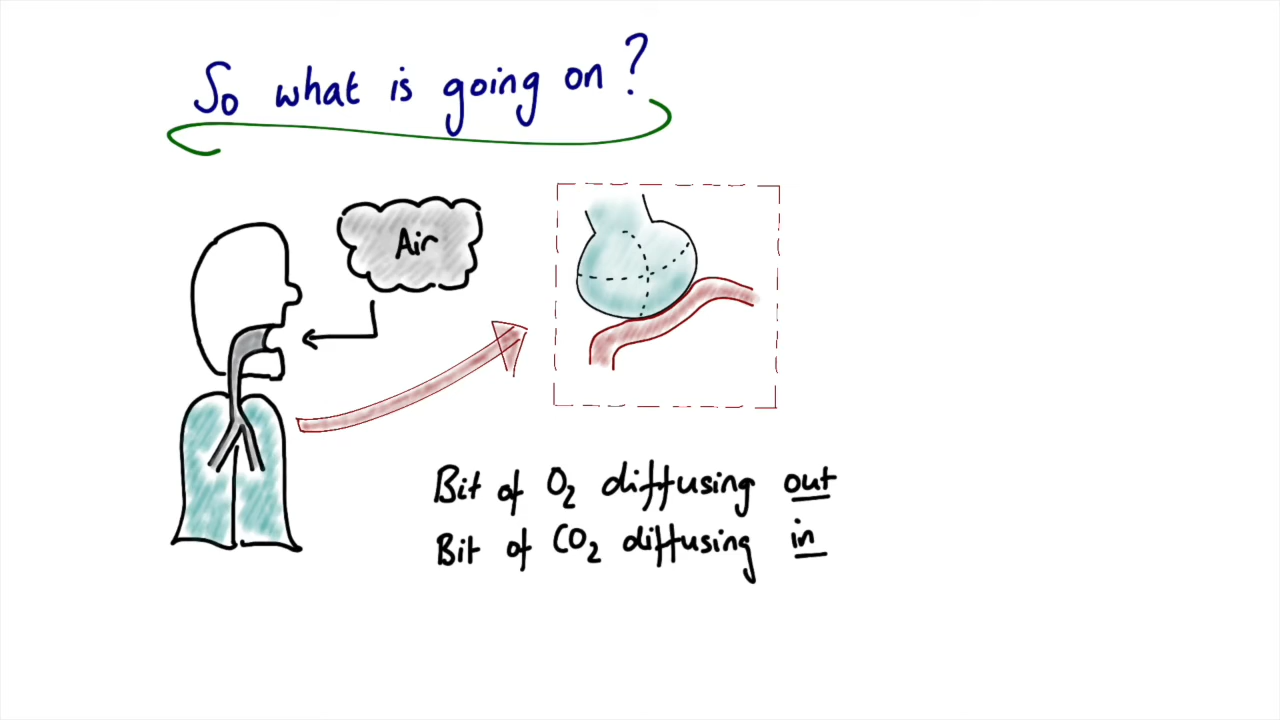 So what is going on?
Air
Bit of O₂ diffusing out
Bit of CO₂ diffusing in